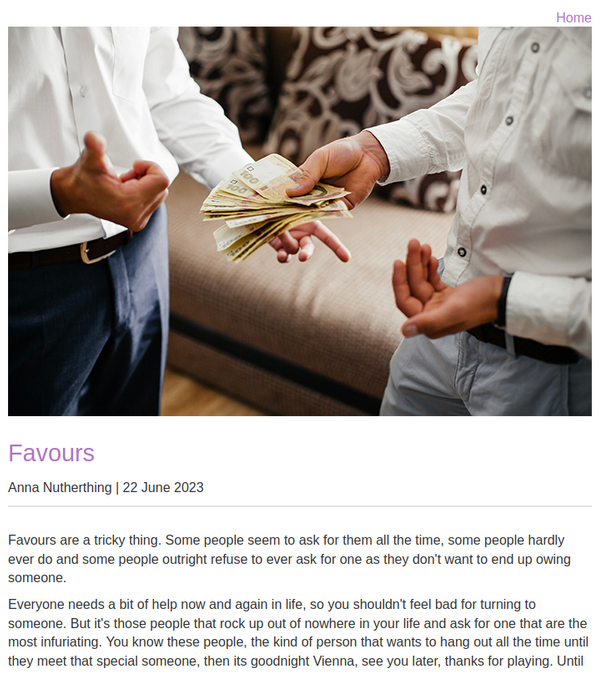 Home
100
100
Favours
Anna Nutherthing | 22 June 2023
Favours are a tricky thing. Some people seem to ask for them all the time, some people hardly
ever do and some people outright refuse to ever ask for one as they don't want to end up owing
someone.
Everyone needs a bit of help now and again in life, so you shouldn't feel bad for turning to
someone. But it's those people that rock up out of nowhere in your life and ask for one that are the
most infuriating. You know these people, the kind of person that wants to hang out all the time until
they meet that special someone, then its goodnight Vienna, see you later, thanks for playing. Until